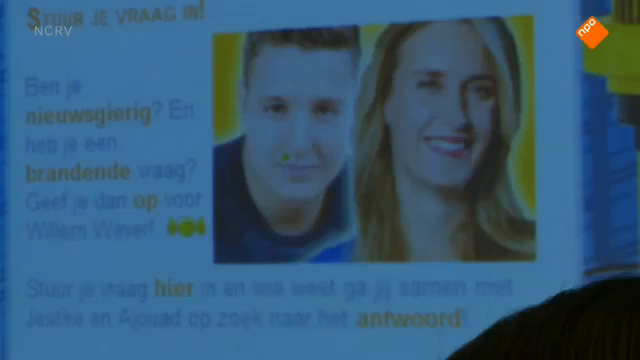 STUUR JE VRAAG IN!
NCRV
npo
Ben je
nieuwsgierig? En
heb je een
brandende vraag?
Geef je dan op voor
Willem Wever!
Stuur je vraag hier in en wie weet ga jij samen met
Jestke en Ajouad op zoek naar het antwoord!